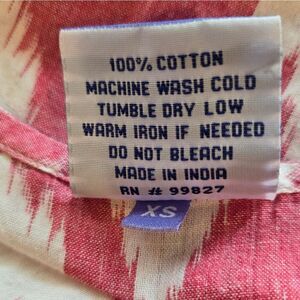 100% COTTON
MACHINE WASH COLD
TUMBLE DRY LOW
WARM IRON IF NEEDED
DO NOT BLEACH
MADE IN INDIA
RN # 99827
XS